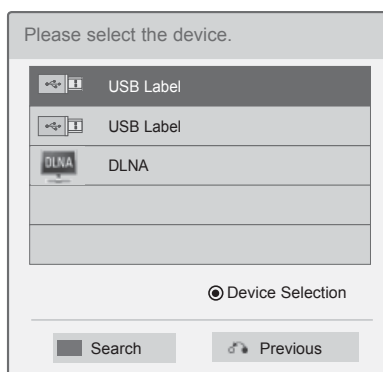 Please select the device.
USB Label
USB Label
DLNA DLNA
Device Selection
Search Previous